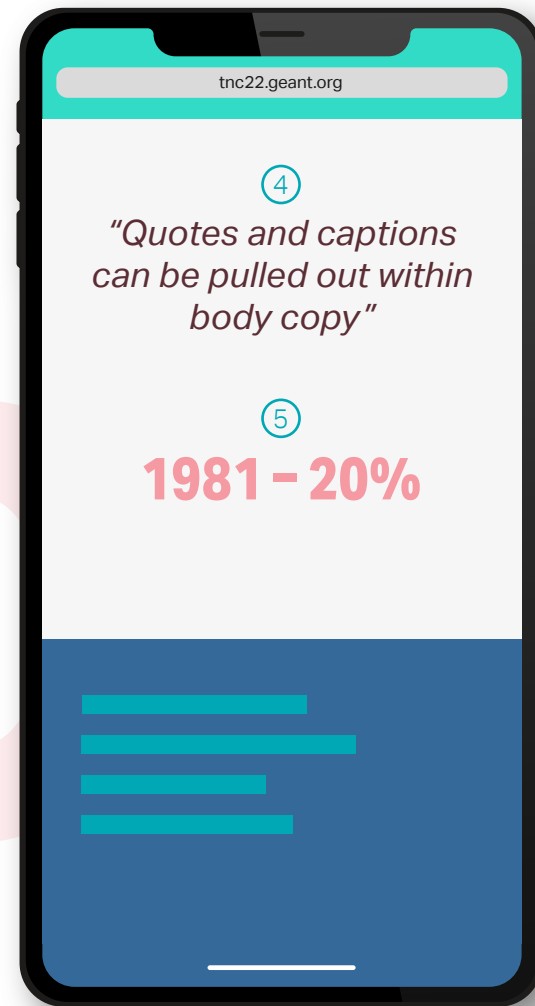 tnc22.geant.org
4
“Quotes and captions
can be pulled out within
body copy”
5
1981 – 20%